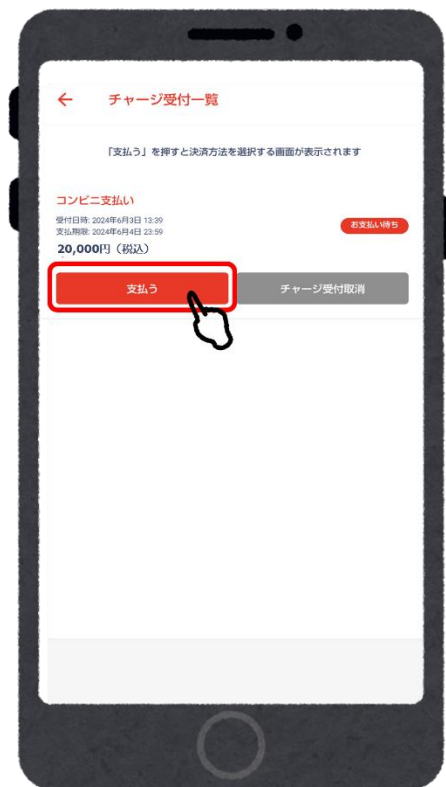 ← チャージ受付一覧
「支払う」を押すと決済方法を選択する画面が表示されます
コンビニ支払い
受付日時: 2024年6月3日 13:39
お支払い待ち
支払期限: 2024年6月4日 23:59
20,000円（税込）
支払う チャージ受付取消